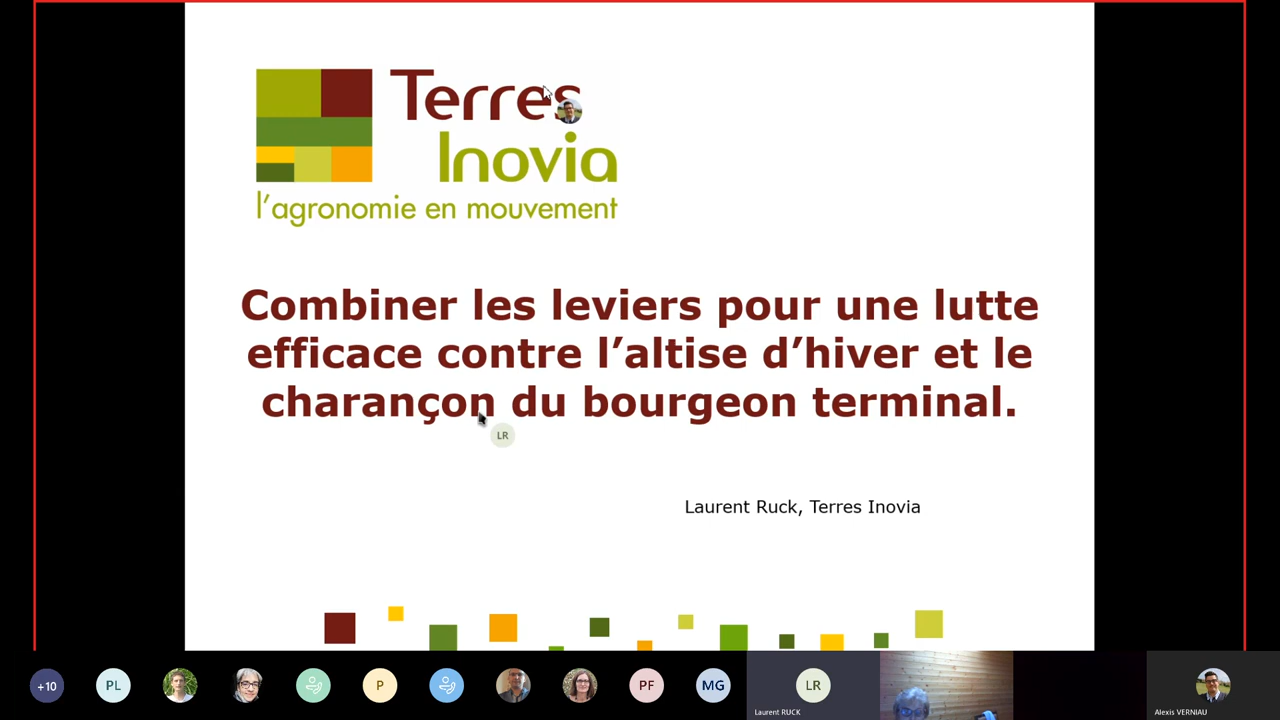 Terres
Inovia
l'agronomie en mouvement
Combiner les leviers pour une lutte
efficace contre l’altise d’hiver et le
charançon du bourgeon terminal.
LR
Laurent Ruck, Terres Inovia
+10
PL
P
PF
MG
LR
Laurent RUCK
Alexis VERNIAU